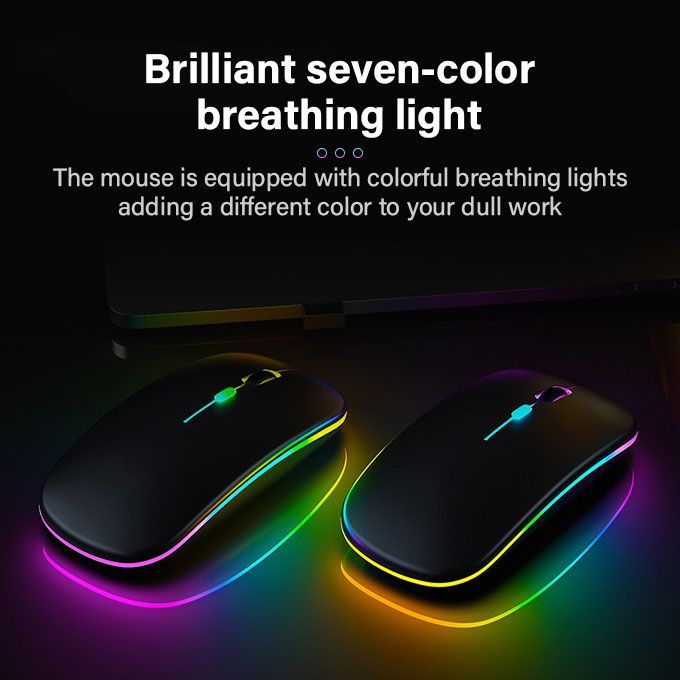 Brilliant seven-color
breathing light
The mouse is equipped with colorful breathing lights
adding a different color to your dull work